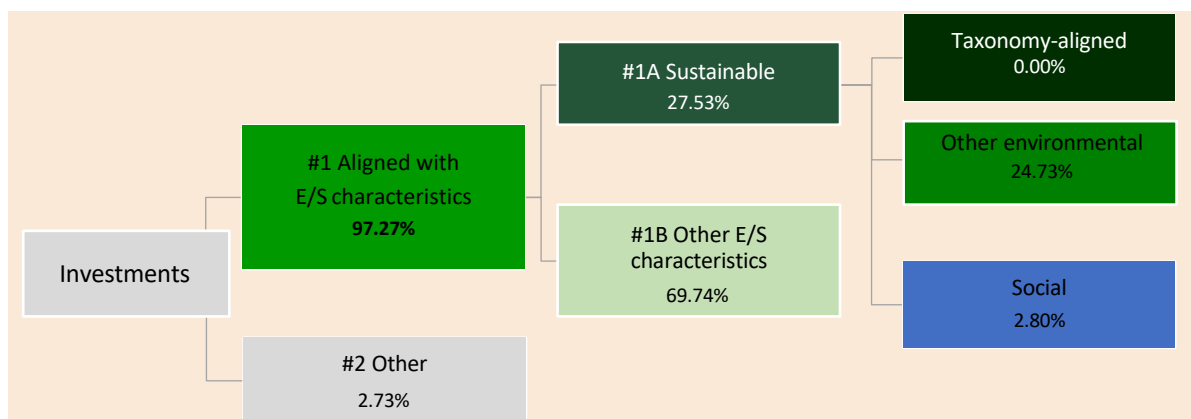 Investments
#1 Aligned with
E/S characteristics
97.27%
#2 Other
2.73%
#1A Sustainable
27.53%
#1B Other E/S
characteristics
69.74%
Taxonomy-aligned
0.00%
Other environmental
24.73%
Social
2.80%